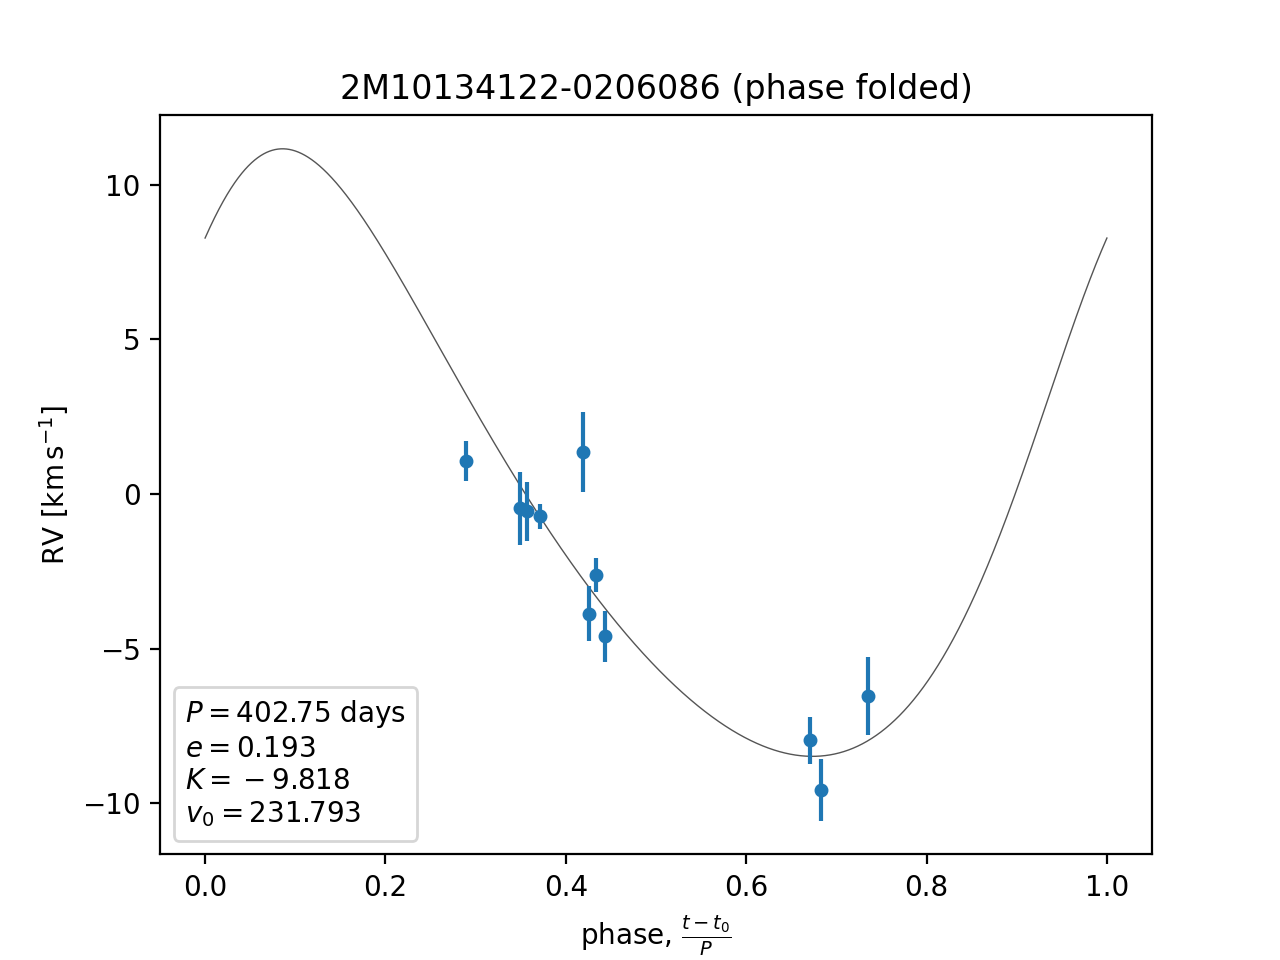 2M10134122-0206086 (phase folded)
10
5
0
−5
−10
RV [km s⁻¹]
P = 402.75 days
e = 0.193
K = −9.818
v₀ = 231.793
0.0 0.2 0.4 0.6 0.8 1.0
phase, (t − t₀)/P